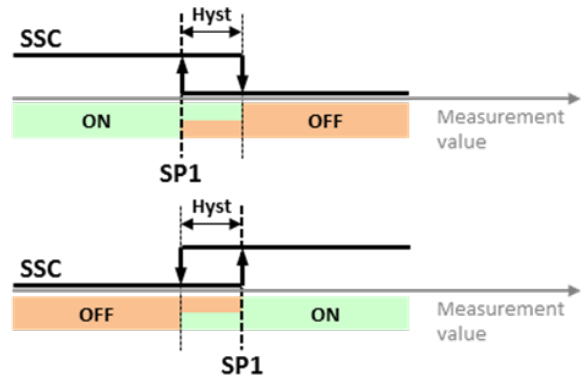 Hyst
SSC
ON
OFF
Measurement
value
SP1
Hyst
SSC
OFF
ON
Measurement
value
SP1